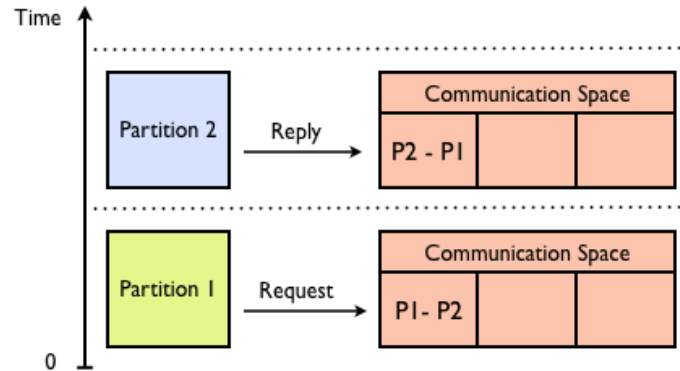 Time
Communication Space
Partition 2
Reply
P2 - P1
Communication Space
Partition 1
Request
P1- P2
0